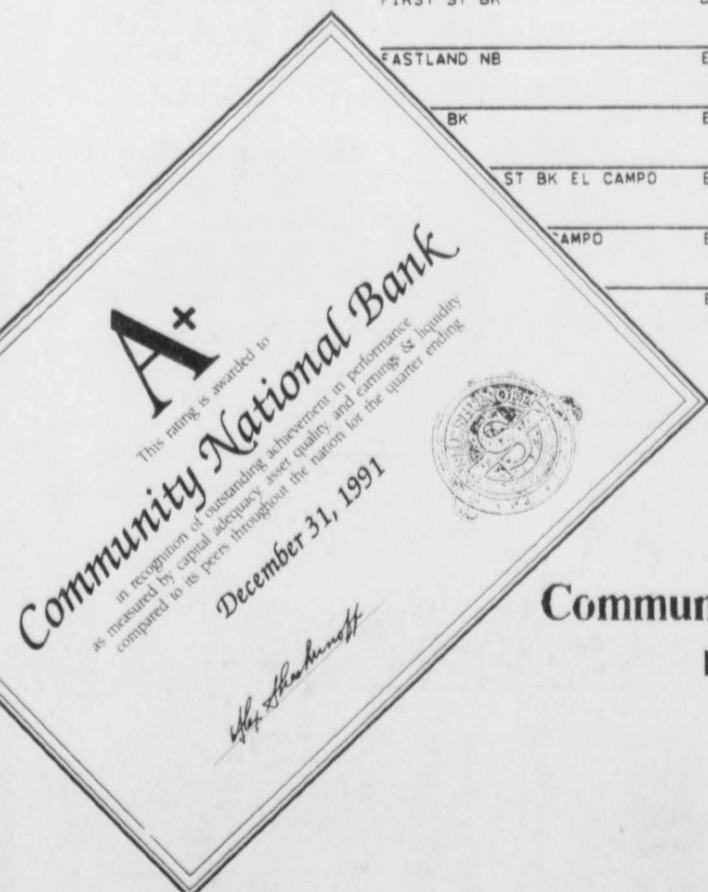 FIRST ST BK
EASTLAND NB
E
BK
E
ST BK EL CAMPO
E
CAMPO
E
E
A+
This rating is awarded to
Community National Bank
in recognition of outstanding achievement in performance
as measured by capital adequacy, asset quality, and earnings & liquidity
compared to its peers throughout the nation for the quarter ending
December 31, 1991
Alex Sheshunoff
Commun